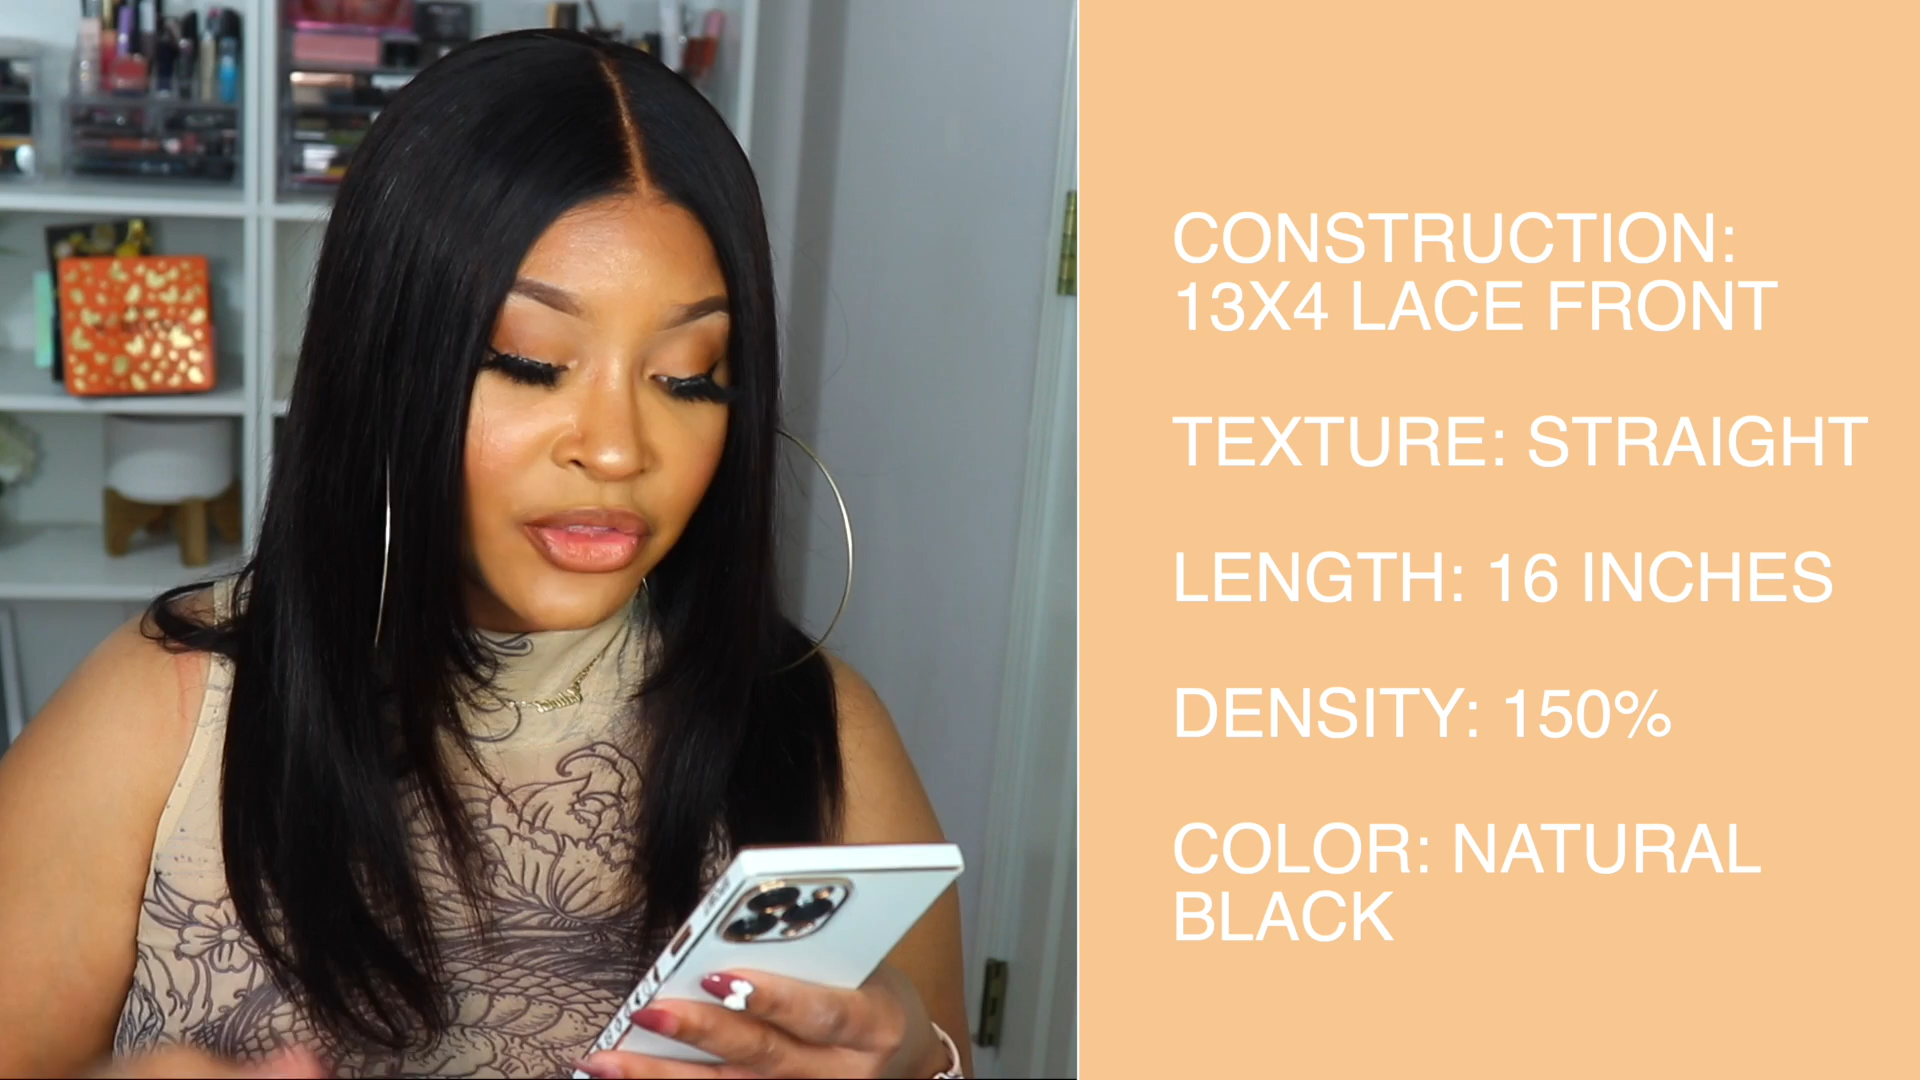 CONSTRUCTION:
13X4 LACE FRONT
TEXTURE: STRAIGHT
LENGTH: 16 INCHES
DENSITY: 150%
COLOR: NATURAL
BLACK